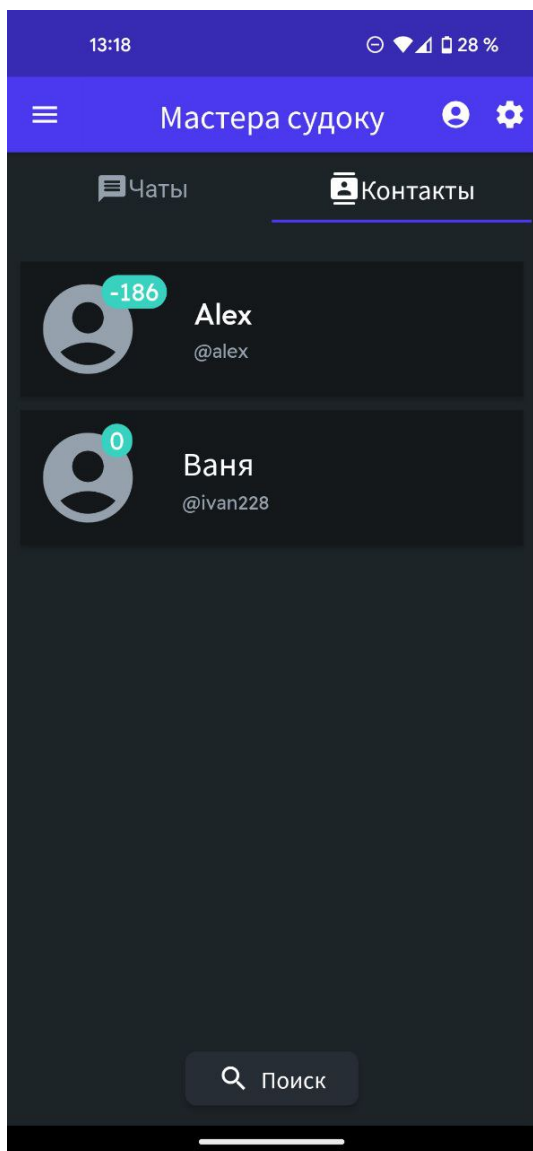 13:18 28 %
Мастера судоку
Чаты Контакты
-186
Alex
@alex
0
Ваня
@ivan228
Поиск